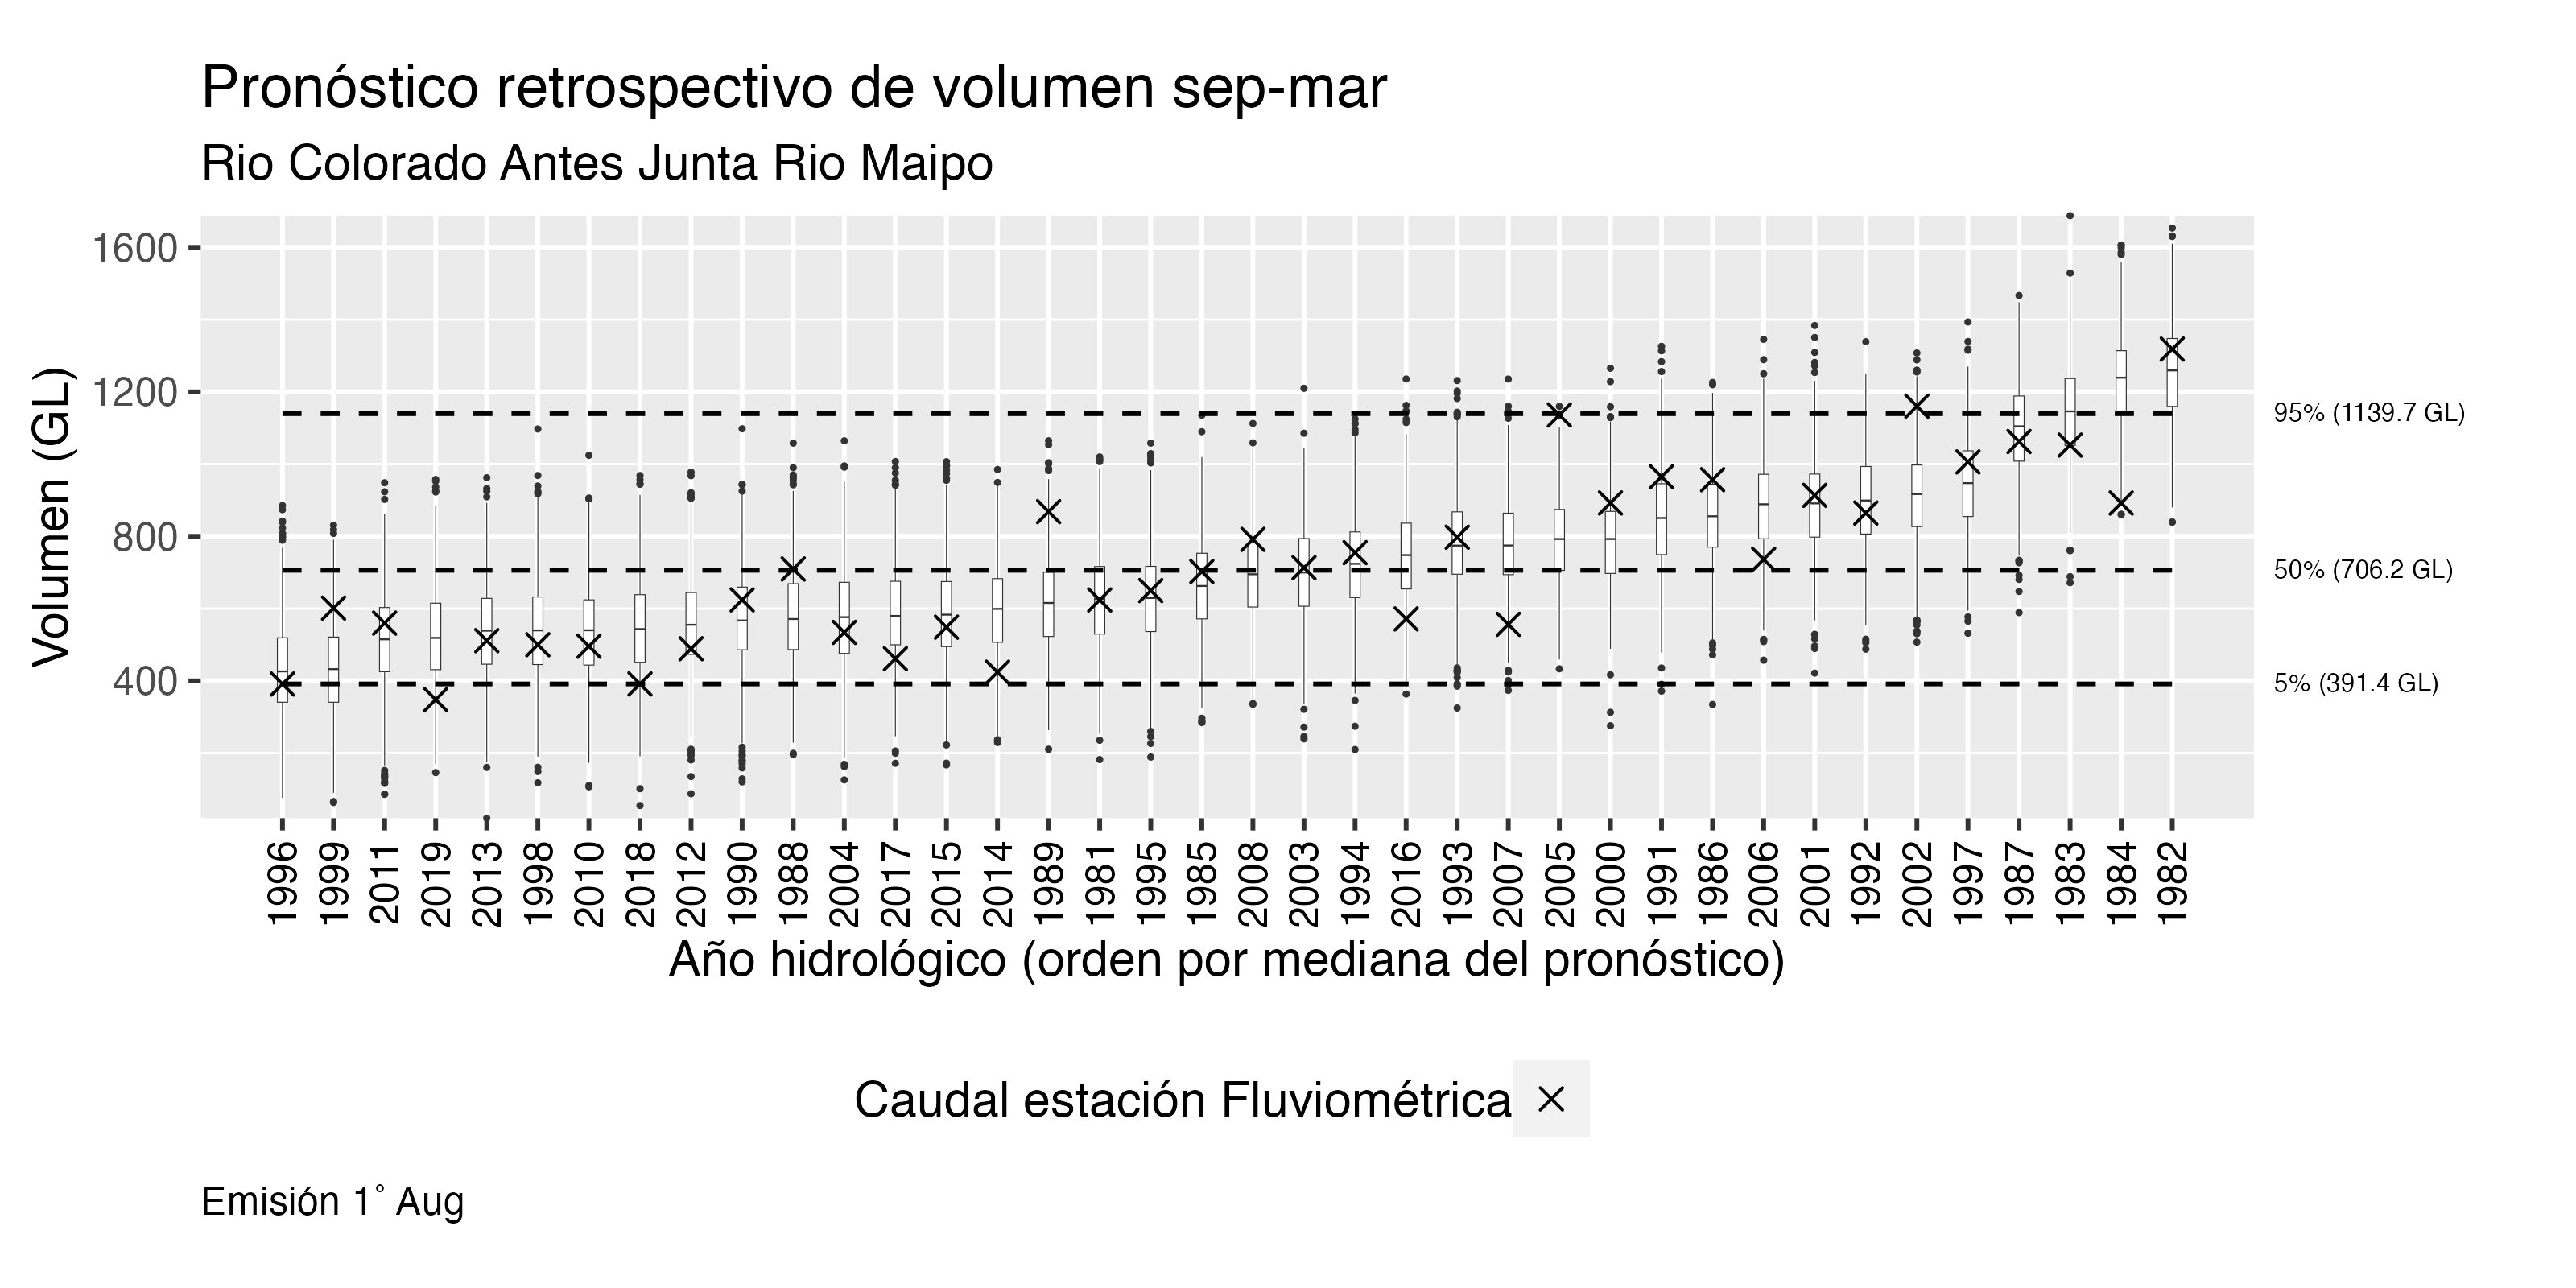 Pronóstico retrospectivo de volumen sep-mar
Rio Colorado Antes Junta Rio Maipo
Volumen (GL)
1600
1200
800
400
95% (1139.7 GL)
50% (706.2 GL)
5% (391.4 GL)
1996 1999 2011 2019 2013 1998 2010 2018 2012 1990 1988 2004 2017 2015 2014 1989 1981 1995 1985 2008 2003 1994 2016 1993 2007 2005 2000 1991 1986 2006 2001 1992 2002 1997 1987 1983 1984 1982
Año hidrológico (orden por mediana del pronóstico)
Caudal estación Fluviométrica
Emisión 1° Aug